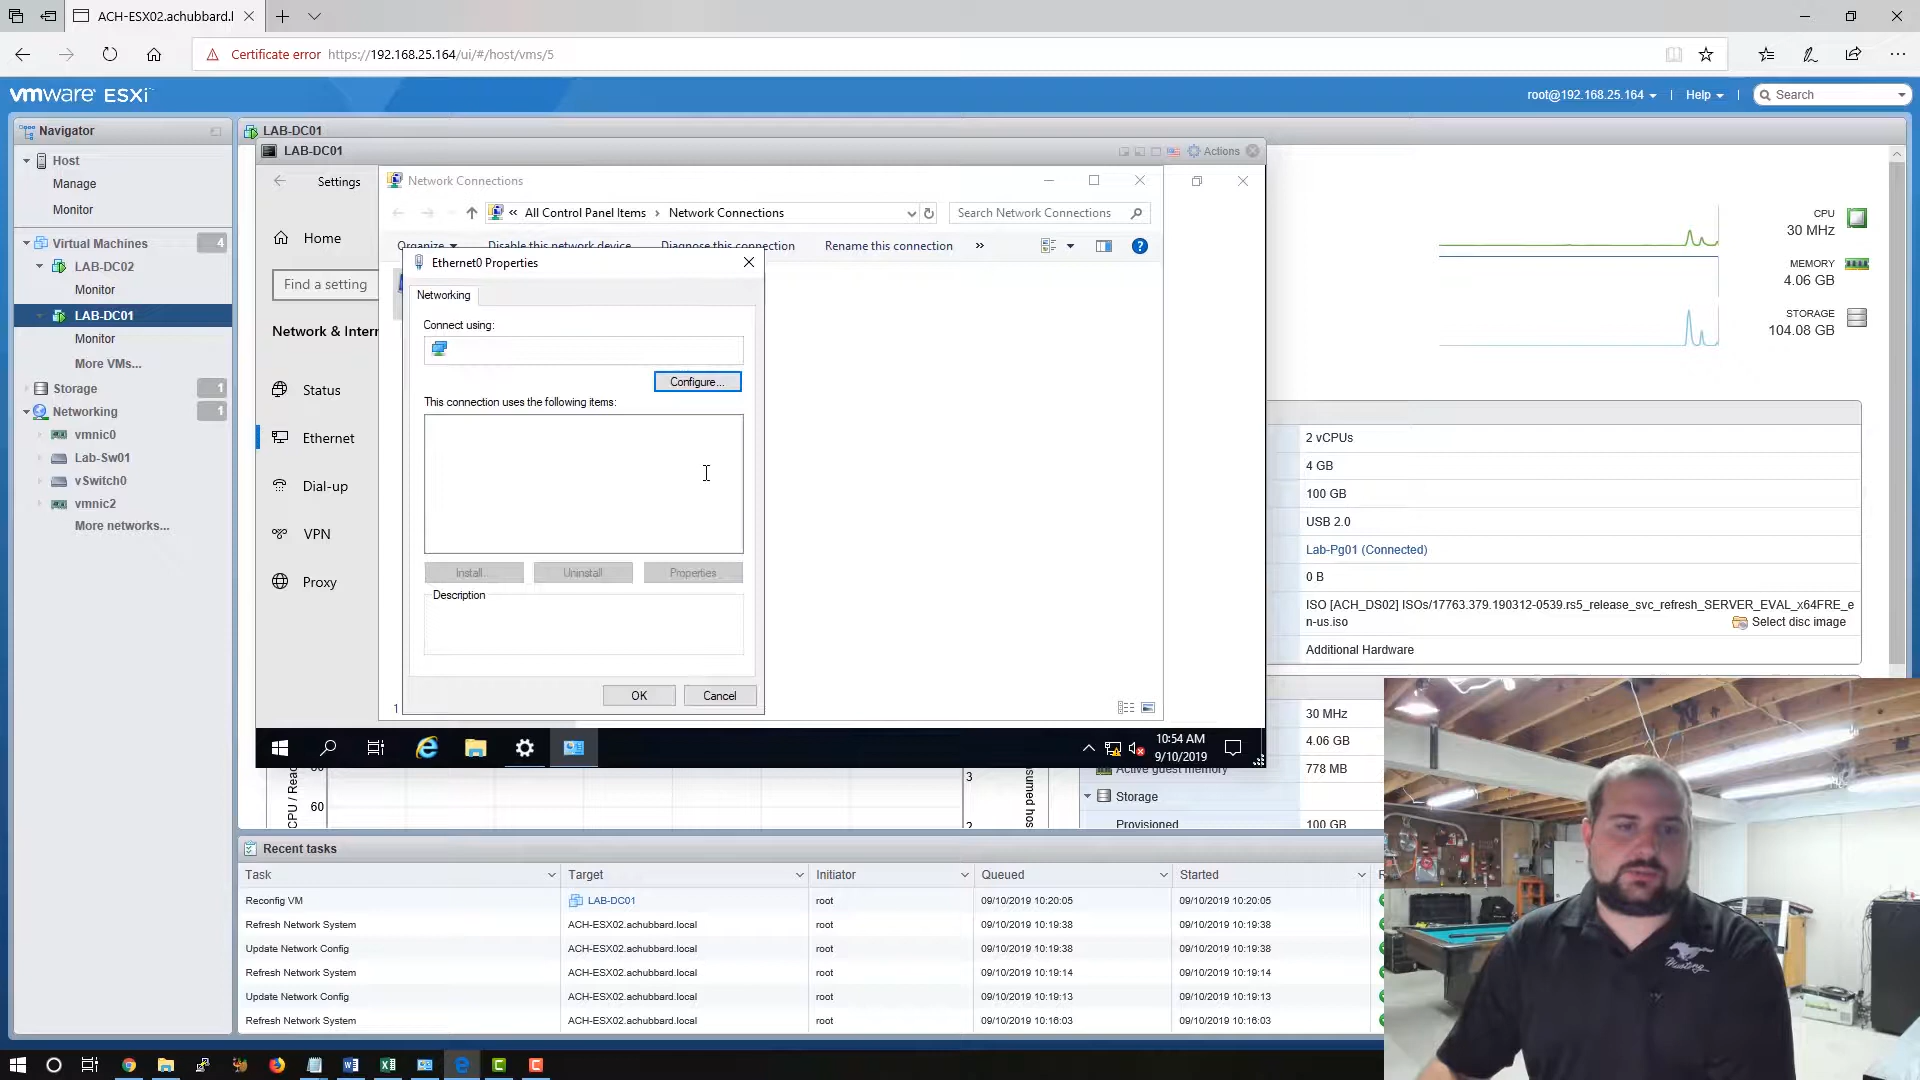 ACH-ESX02.achubbard.l
Certificate error https://192.168.25.164/ui/#/host/vms/5
vmware ESXi
root@192.168.25.164 | Help | Search
Navigator
Host
Manage
Monitor
Virtual Machines 4
LAB-DC02
Monitor
LAB-DC01
Monitor
More VMs...
Storage 1
Networking 1
vmnic0
Lab-Sw01
vSwitch0
vmnic2
More networks...
LAB-DC01
LAB-DC01
Actions
Settings
Home
Find a setting
Network & Intern
Status
Ethernet
Dial-up
VPN
Proxy
Network Connections
« All Control Panel Items > Network Connections
Search Network Connections
Organize Disable this network device Diagnose this connection Rename this connection »
Ethernet0 Properties
Networking
Connect using:
Configure...
This connection uses the following items:
Install... Uninstall Properties
Description
OK Cancel
1
10:54 AM
9/10/2019
CPU
30 MHz
MEMORY
4.06 GB
STORAGE
104.08 GB
2 vCPUs
4 GB
100 GB
USB 2.0
Lab-Pg01 (Connected)
0 B
ISO [ACH_DS02] ISOs/17763.379.190312-0539.rs5_release_svc_refresh_SERVER_EVAL_x64FRE_e
n-us.iso
Select disc image
Additional Hardware
30 MHz
4.06 GB
Active guest memory 778 MB
Storage
Provisioned 100 GB
CPU / Read
60
3
2
nsumed hos
Recent tasks
Task Target Initiator Queued Started
Reconfig VM LAB-DC01 root 09/10/2019 10:20:05 09/10/2019 10:20:05
Refresh Network System ACH-ESX02.achubbard.local root 09/10/2019 10:19:38 09/10/2019 10:19:38
Update Network Config ACH-ESX02.achubbard.local root 09/10/2019 10:19:38 09/10/2019 10:19:38
Refresh Network System ACH-ESX02.achubbard.local root 09/10/2019 10:19:14 09/10/2019 10:19:14
Update Network Config ACH-ESX02.achubbard.local root 09/10/2019 10:19:13 09/10/2019 10:19:13
Refresh Network System ACH-ESX02.achubbard.local root 09/10/2019 10:16:03 09/10/2019 10:16:03
Mustang